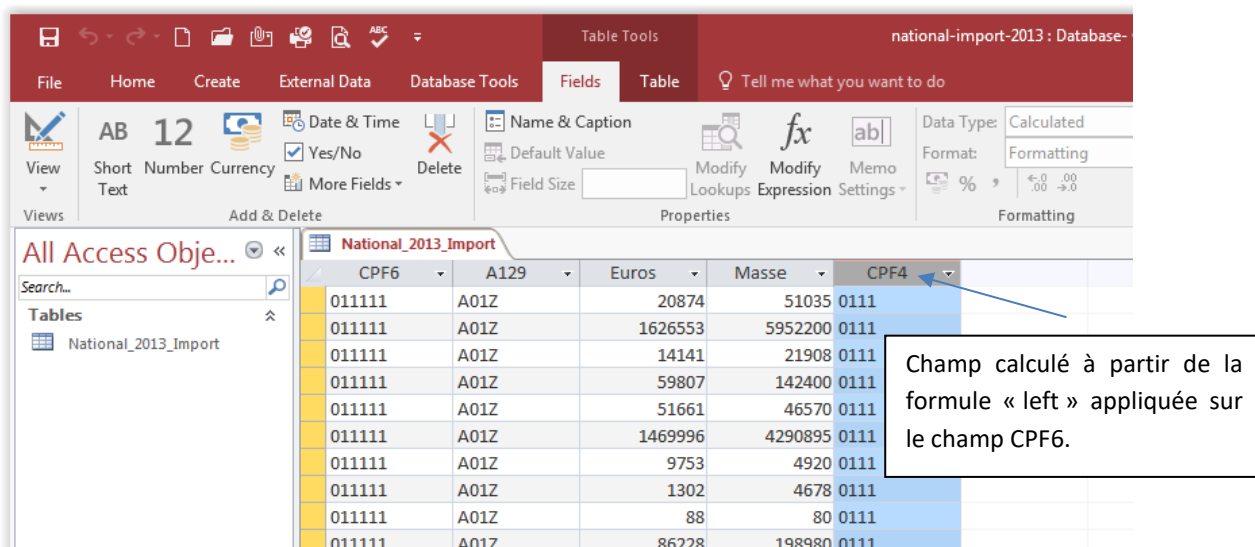 ABC
Table Tools
national-import-2013 : Database-
File Home Create External Data Database Tools Fields Table Tell me what you want to do
View
Views
AB Short Text
12 Number
Currency
Date & Time
Yes/No
More Fields
Delete
Add & Delete
Name & Caption
Default Value
Field Size
Modify Lookups
fx Modify Expression
ab Memo Settings
Properties
Data Type: Calculated
Format: Formatting
% , .0 .00 .00 .0
Formatting
All Access Obje... «
Search...
Tables
National_2013_Import
National_2013_Import
CPF6 A129 Euros Masse CPF4
011111 A01Z 20874 51035 0111
011111 A01Z 1626553 5952200 0111
011111 A01Z 14141 21908 0111
011111 A01Z 59807 142400 0111
011111 A01Z 51661 46570 0111
011111 A01Z 1469996 4290895 0111
011111 A01Z 9753 4920 0111
011111 A01Z 1302 4678 0111
011111 A01Z 88 80 0111
011111 A01Z 86228 198980 0111
Champ calculé à partir de la
formule « left » appliquée sur
le champ CPF6.